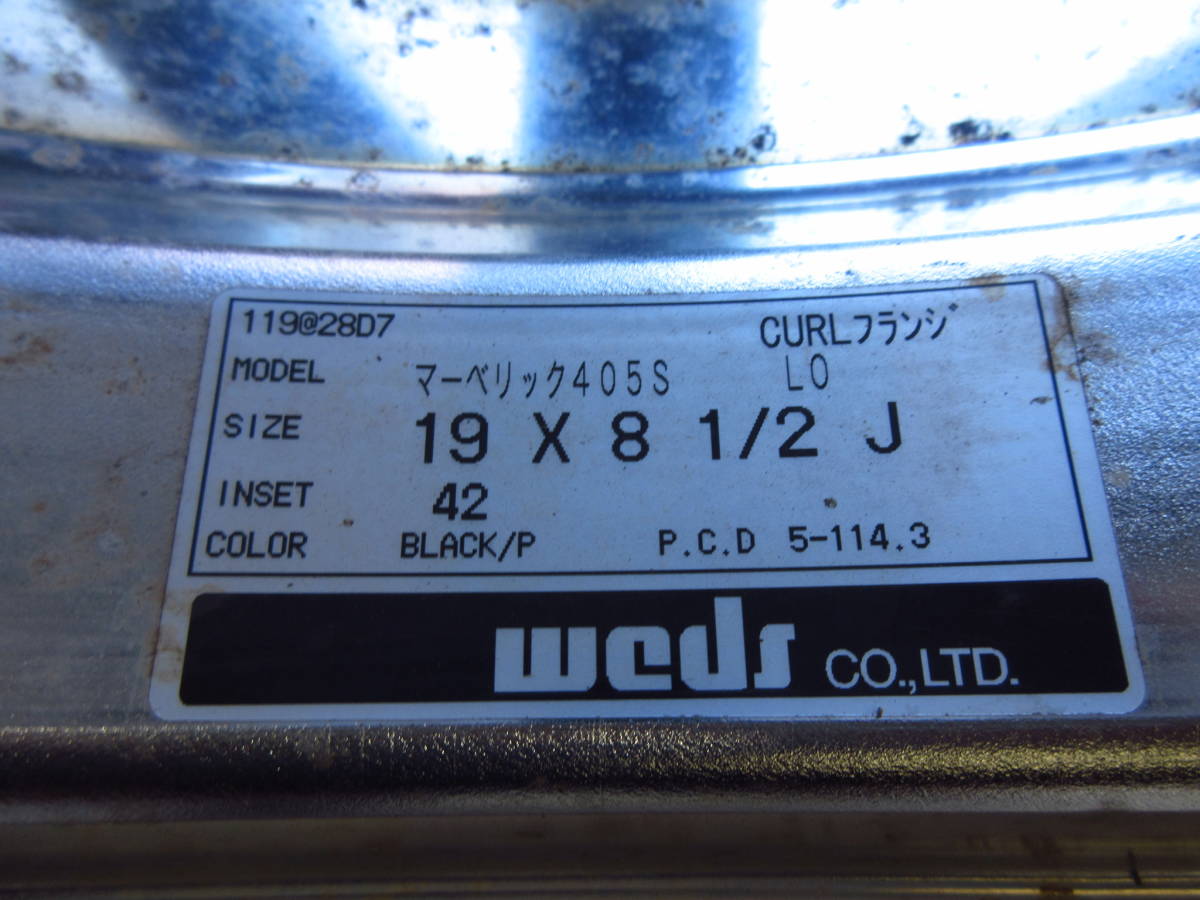 119@28D7 CURLフランジ
MODEL マーベリック405S LO
SIZE 19 X 8 1/2 J
INSET 42
COLOR BLACK/P P.C.D 5-114.3
weds CO.,LTD.